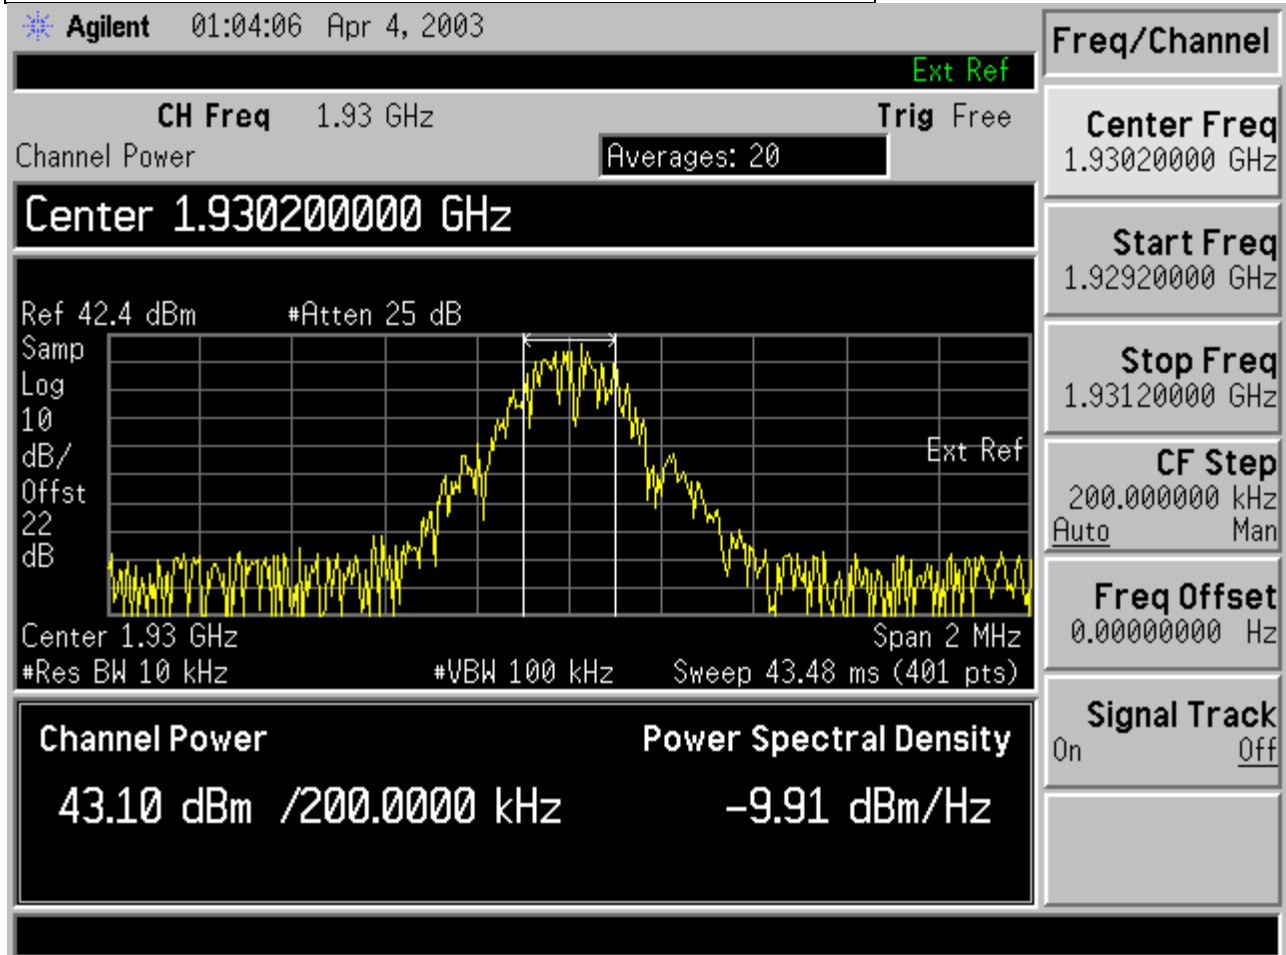 Agilent 01:04:06 Apr 4, 2003
Freq/Channel
Ext Ref
CH Freq 1.93 GHz Trig Free
Channel Power Averages: 20
Center 1.930200000 GHz
Ref 42.4 dBm #Atten 25 dB
Samp
Log
10
dB/
Offst
22
dB
Ext Ref
Center 1.93 GHz Span 2 MHz
#Res BW 10 kHz #VBW 100 kHz Sweep 43.48 ms (401 pts)
Channel Power Power Spectral Density
43.10 dBm /200.0000 kHz -9.91 dBm/Hz
Center Freq
1.93020000 GHz
Start Freq
1.92920000 GHz
Stop Freq
1.93120000 GHz
CF Step
200.000000 kHz
Auto Man
Freq Offset
0.00000000 Hz
Signal Track
On Off